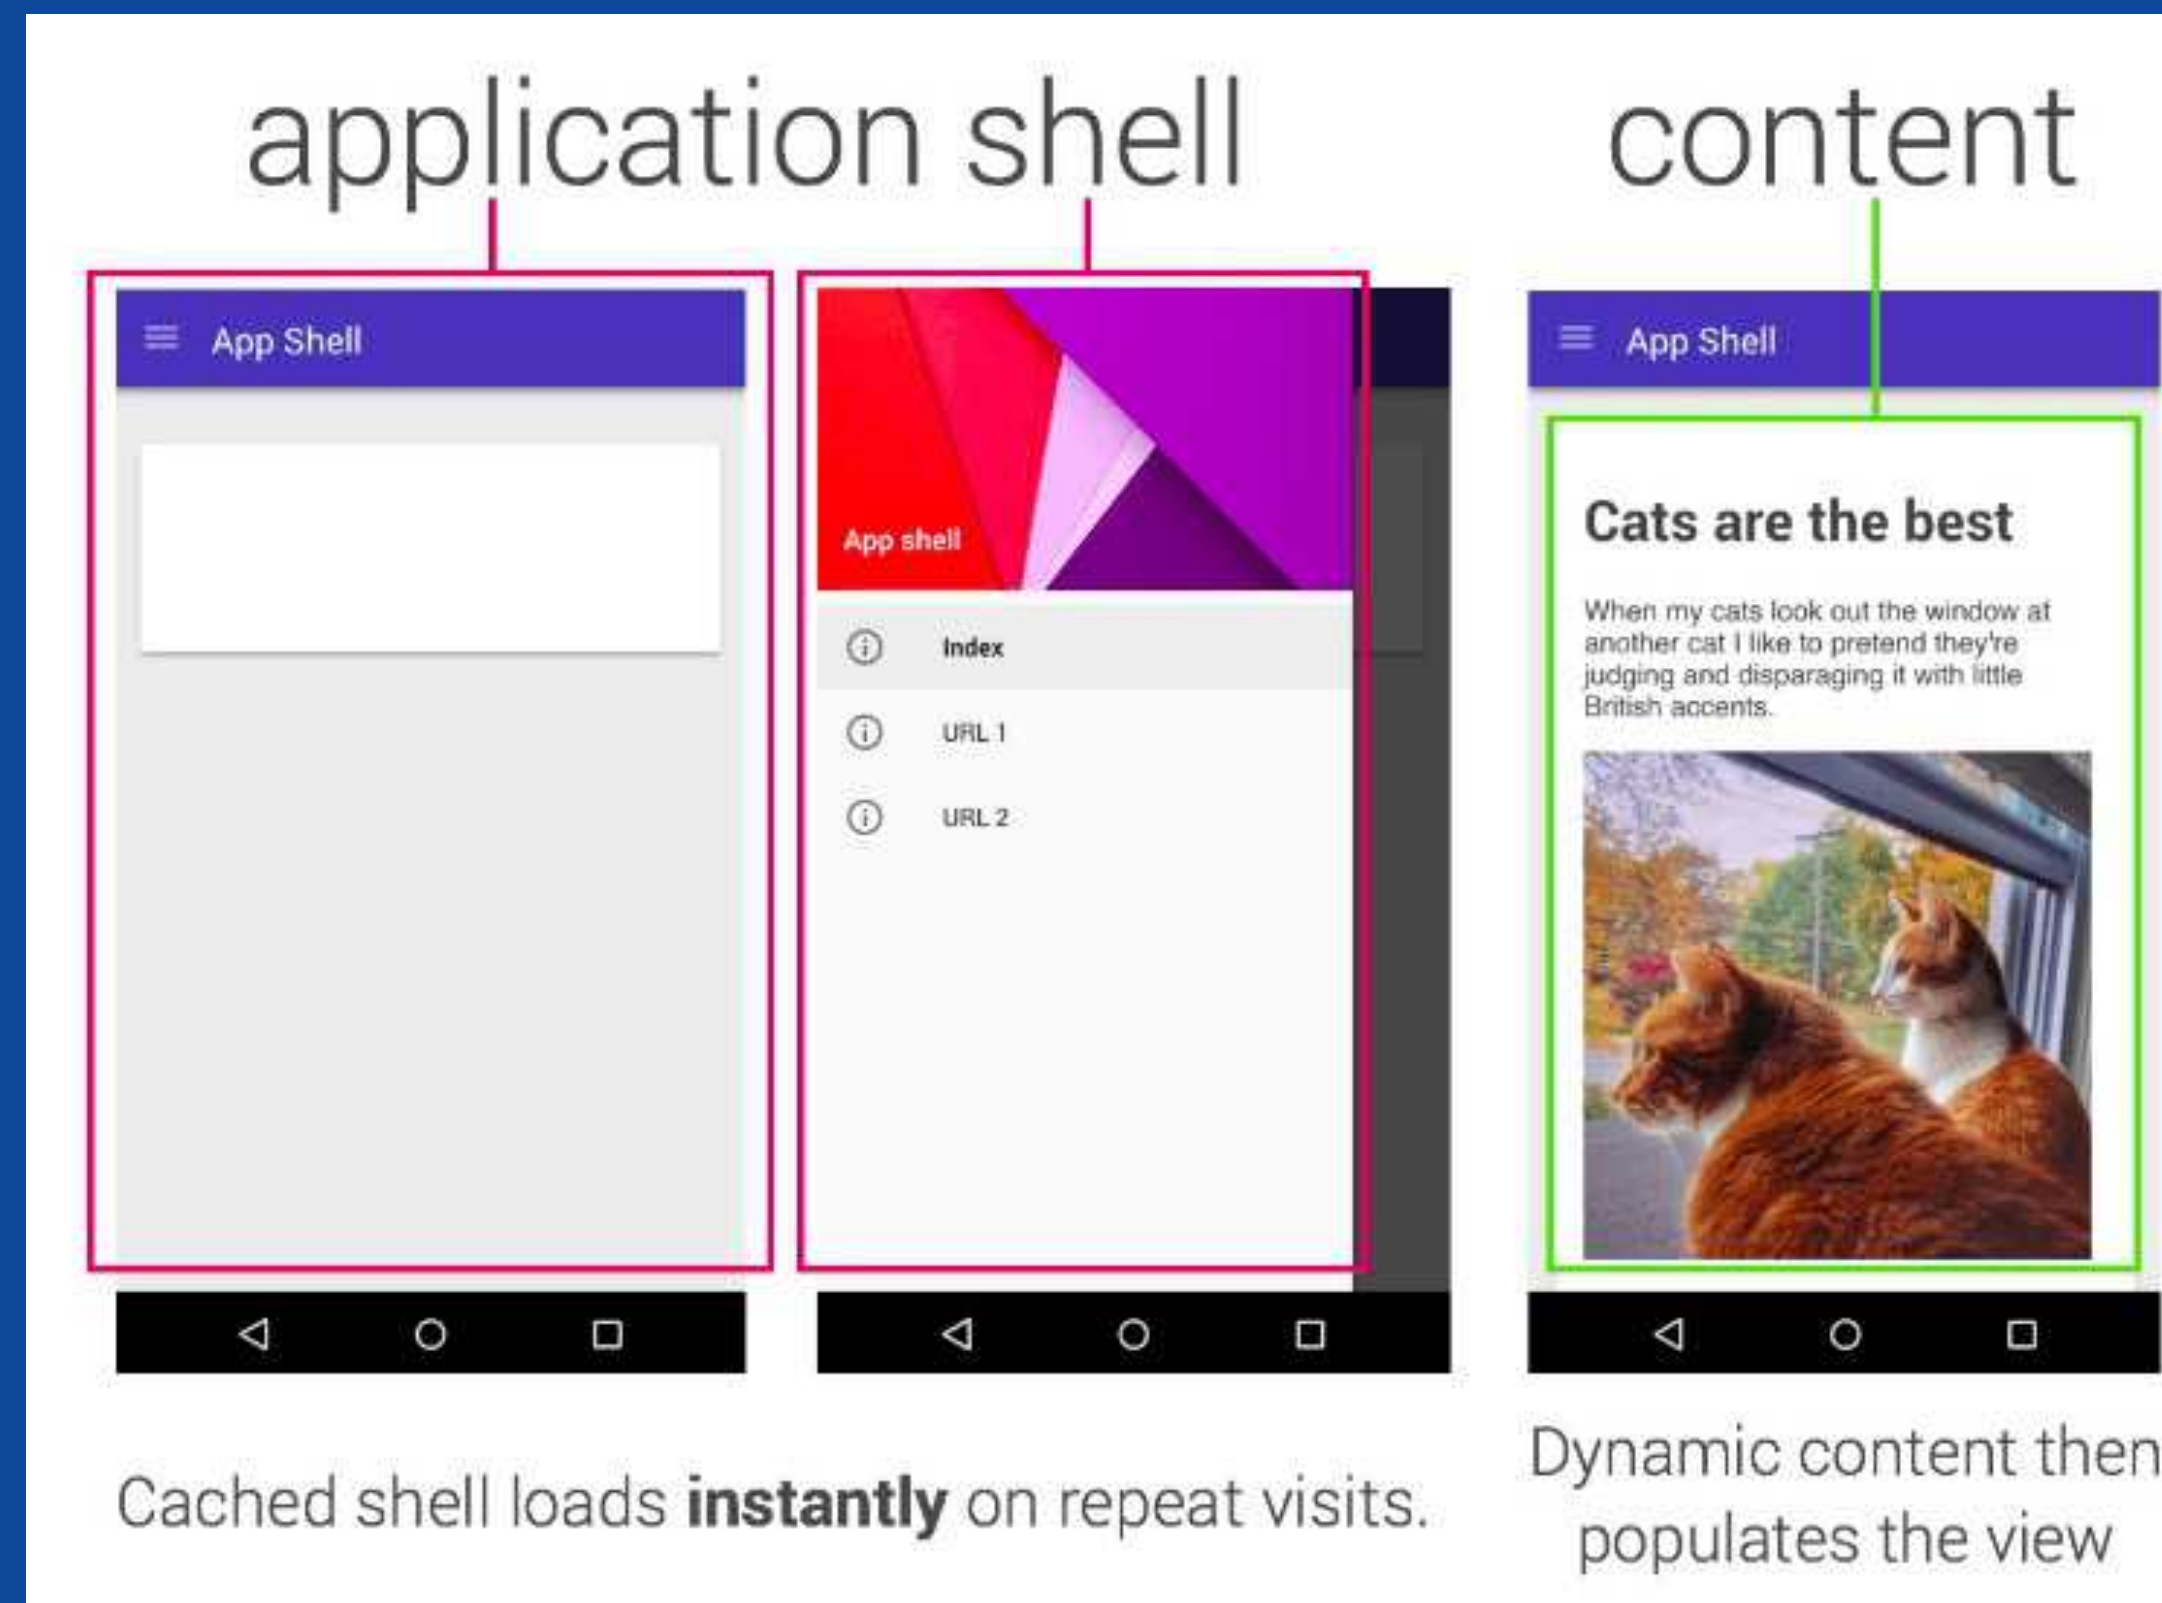 application shell
content
App Shell
App shell
Index
URL 1
URL 2
App Shell
Cats are the best
When my cats look out the window at
another cat I like to pretend they're
judging and disparaging it with little
British accents.
Cached shell loads instantly on repeat visits.
Dynamic content then
populates the view